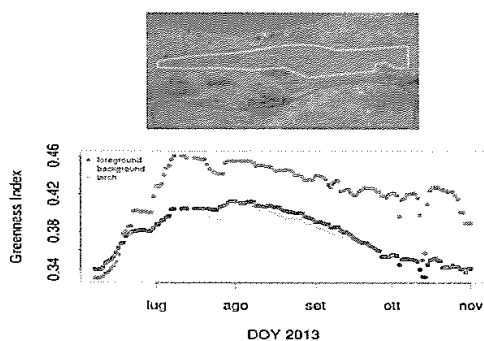 0.46
0.42
0.38
0.34
Greenness Index
foreground
background
larch
lug ago set ott nov
DOY 2013